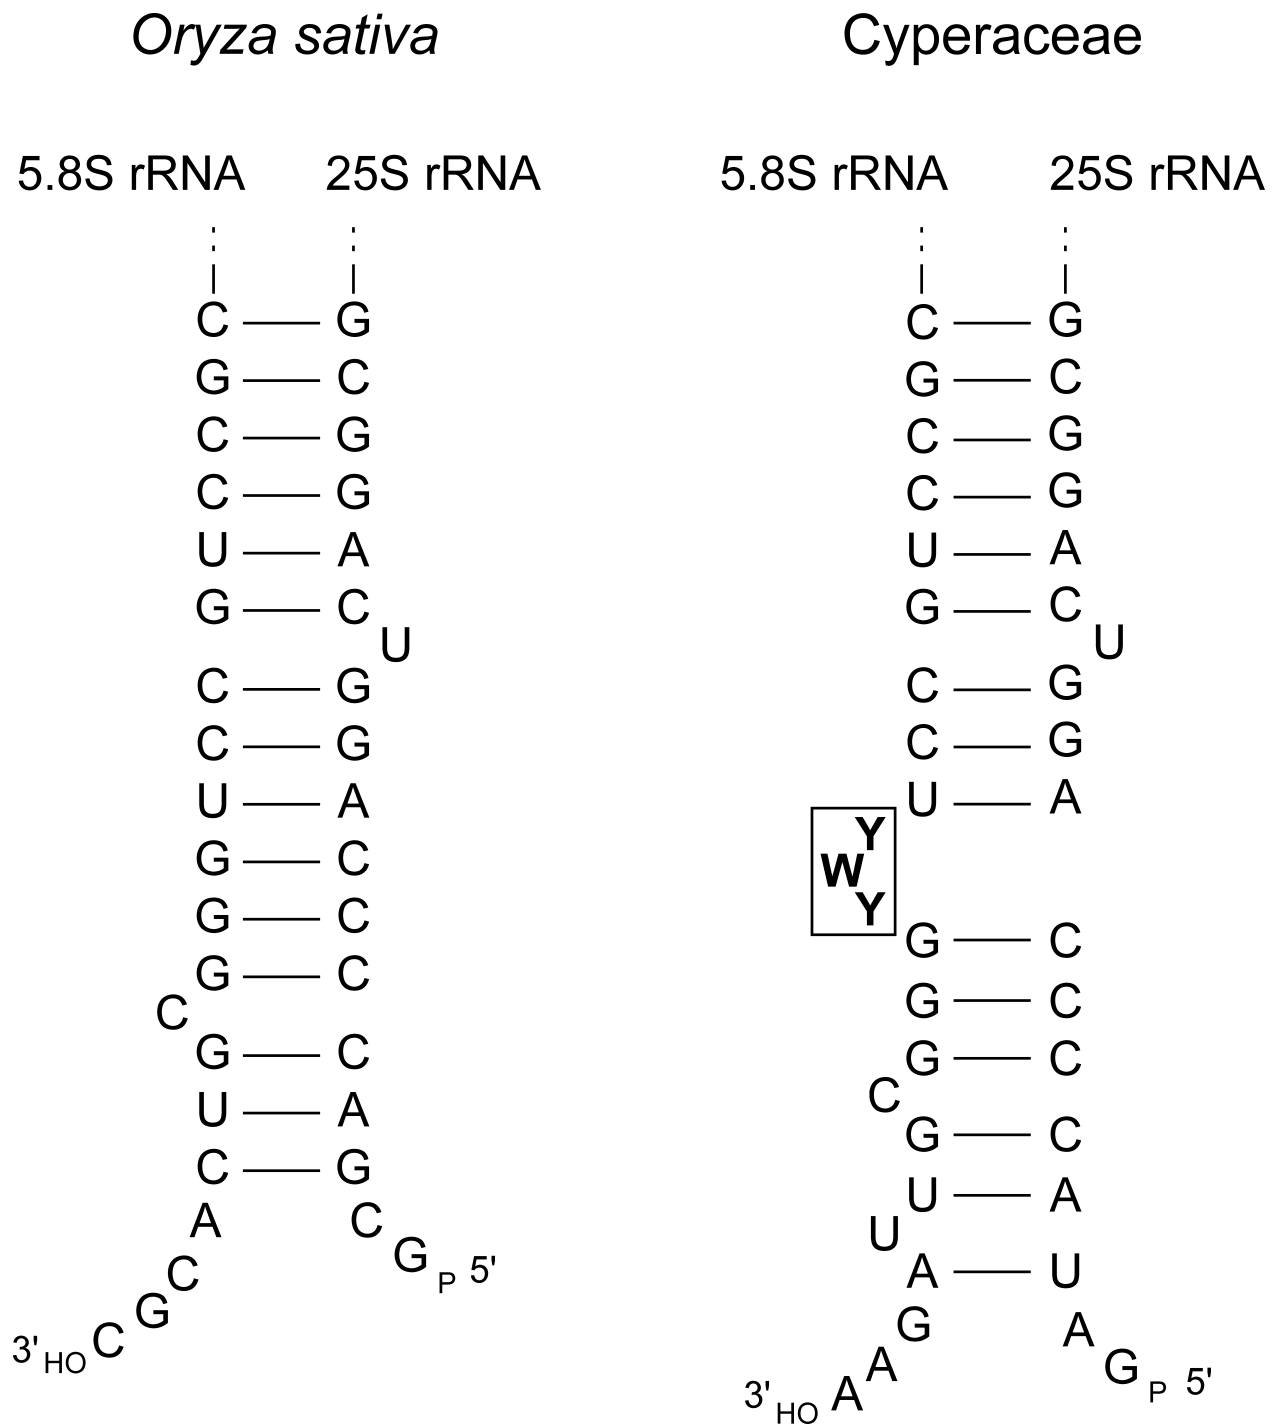 Oryza sativa Cyperaceae
5.8S rRNA 25S rRNA 5.8S rRNA 25S rRNA
C G C G
G C G C
C G C G
C G C G
U A U A
G C G C
U U
C G C G
C G C G
U A U A
Y
G C W
Y
G C G C
G C G C
C G C
G C C
U A G C
C G U A
A C U
C G P 5' A U
G G A
3' HO C A G P 5'
3' HO A